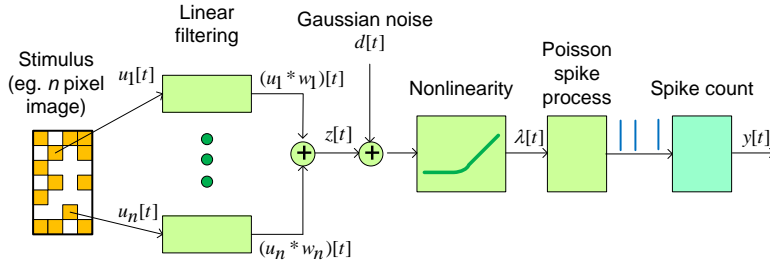 Stimulus
(eg. n pixel
image)
u1[t]
un[t]
Linear
filtering
(u1*w1)[t]
(un*wn)[t]
+
z[t]
Gaussian noise
d[t]
+
Nonlinearity
λ[t]
Poisson
spike
process
Spike count
y[t]